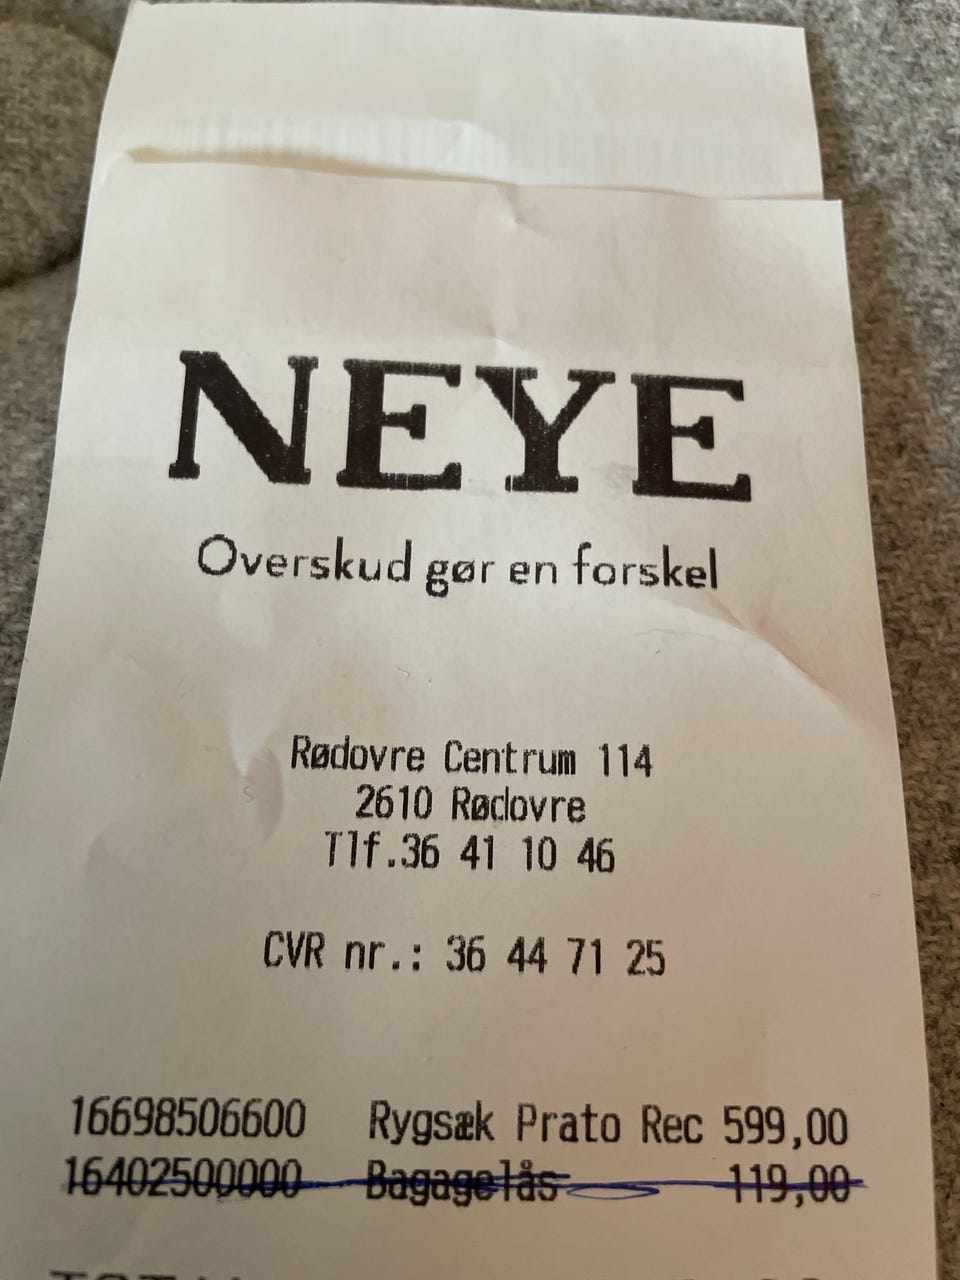 NEYE
Overskud gør en forskel
Rødovre Centrum 114
2610 Rødovre
Tlf.36 41 10 46
CVR nr.: 36 44 71 25
16698506600 Rygsæk Prato Rec 599,00
16402500000 Bagagelås 119,00